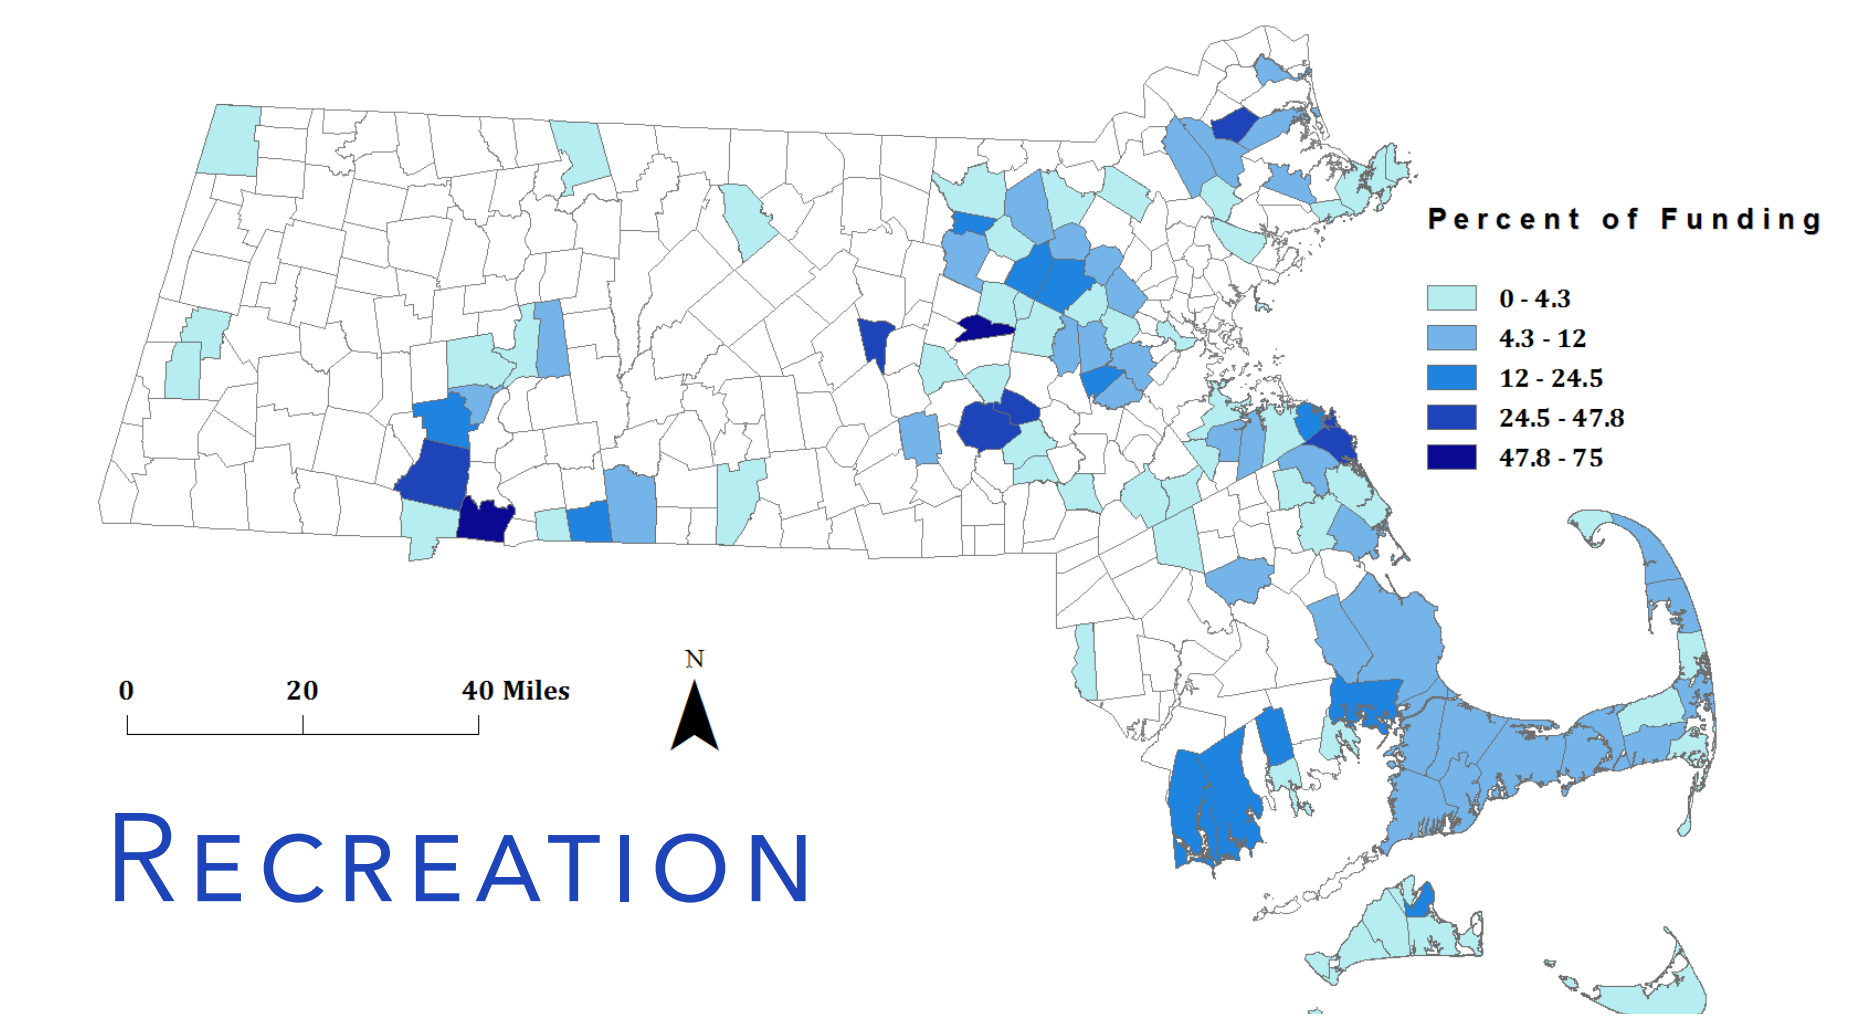 Percent of Funding
0 - 4.3
4.3 - 12
12 - 24.5
24.5 - 47.8
47.8 - 75
N
0 20 40 Miles
RECREATION